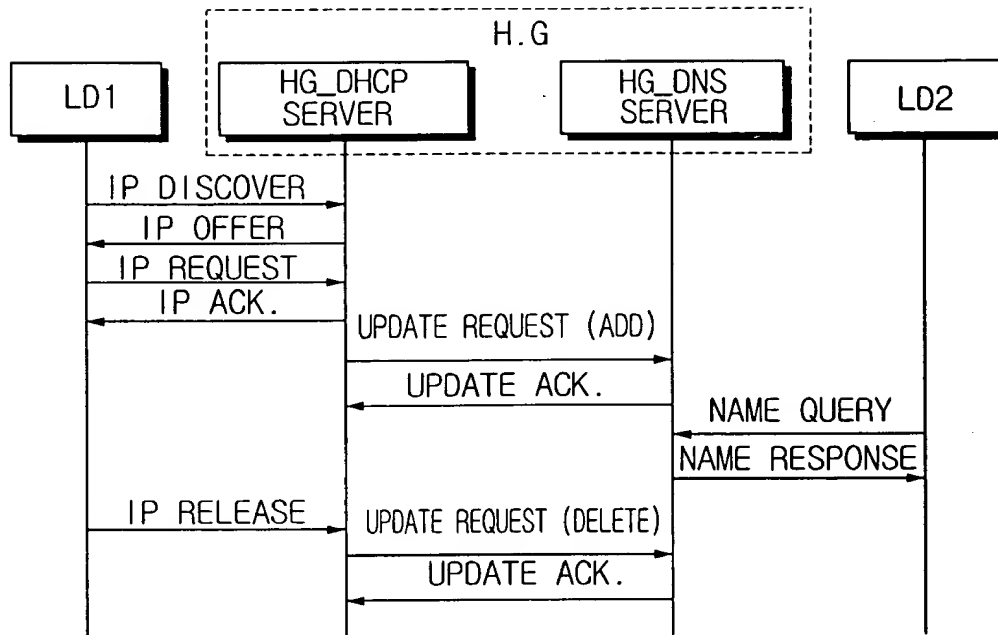 H.G
LD1
HG_DHCP
SERVER
HG_DNS
SERVER
LD2
IP DISCOVER
IP OFFER
IP REQUEST
IP ACK.
UPDATE REQUEST (ADD)
UPDATE ACK.
NAME QUERY
NAME RESPONSE
IP RELEASE
UPDATE REQUEST (DELETE)
UPDATE ACK.